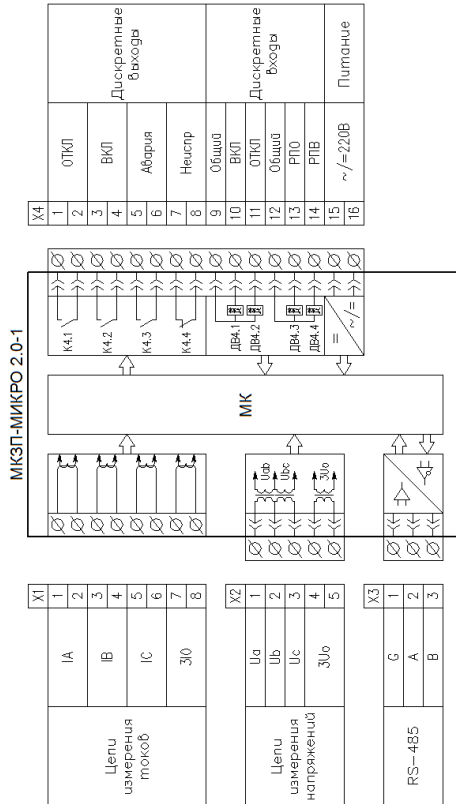 МКЗП-МИКРО 2.0-1
X1
Цепи
измерения
токов
IA
1
2
IB
3
4
IC
5
6
3I0
7
8
X2
Цепи
измерения
напряжений
Ua
1
Ub
2
Uc
3
3Uo
4
5
X3
RS-485
G
1
A
2
B
3
Uab
Ubc
3Uo
МК
К4.1
К4.2
К4.3
К4.4
ДВ4.1
ДВ4.2
ДВ4.3
ДВ4.4
=
~/=
X4
1
2
ОТКЛ
3
4
ВКЛ
5
6
Авария
7
8
Неиспр
Дискретные
выходы
9
Общий
10
ВКЛ
11
ОТКЛ
12
Общий
13
РПО
14
РПВ
Дискретные
входы
15
16
~/=220В
Питание